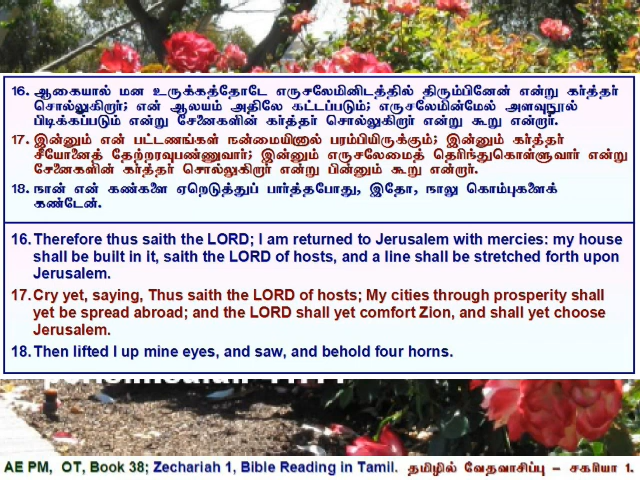 16. ஆகையால் மன உருக்கத்தோடே எருசலேமினிடத்தில் திரும்பினேன் என்று கர்த்தர்
சொல்லுகிறார்; என் ஆலயம் அதிலே கட்டப்படும்; எருசலேமின்மேல் அளவுநூல்
பிடிக்கப்படும் என்று சேனைகளின் கர்த்தர் சொல்லுகிறார் என்று கூறு என்றார்.
17. இன்னும் என் பட்டணங்கள் நன்மையினால் பரம்பியிருக்கும்; இன்னும் கர்த்தர்
சீயோனைத் தேற்றரவுபண்ணுவார்; இன்னும் எருசலேமைத் தெரிந்துகொள்ளுவார் என்று
சேனைகளின் கர்த்தர் சொல்லுகிறார் என்று பின்னும் கூறு என்றார்.
18. நான் என் கண்களை ஏறெடுத்துப் பார்த்தபோது, இதோ, நாலு கொம்புகளைக்
கண்டேன்.
16. Therefore thus saith the LORD; I am returned to Jerusalem with mercies: my house
shall be built in it, saith the LORD of hosts, and a line shall be stretched forth upon
Jerusalem.
17. Cry yet, saying, Thus saith the LORD of hosts; My cities through prosperity shall
yet be spread abroad; and the LORD shall yet comfort Zion, and shall yet choose
Jerusalem.
18. Then lifted I up mine eyes, and saw, and behold four horns.
AE PM, OT, Book 38; Zechariah 1, Bible Reading in Tamil. தமிழில் வேதவாசிப்பு – சகரியா 1.